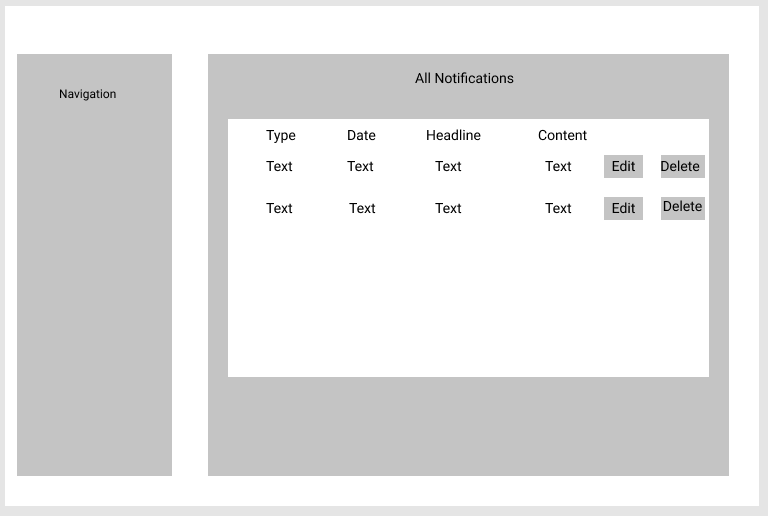 All Notifications
Navigation
Type Date Headline Content
Text Text Text Text Edit Delete
Text Text Text Text Edit Delete